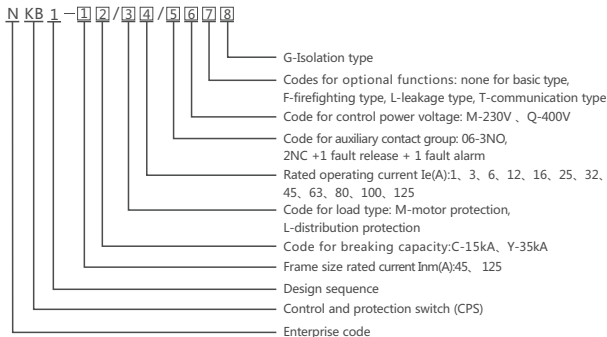 N KB 1 - 1 2 / 3 4 / 5 6 7 8
G-Isolation type
Codes for optional functions: none for basic type,
F-firefighting type, L-leakage type, T-communication type
Code for control power voltage: M-230V 、Q-400V
Code for auxiliary contact group: 06-3NO,
2NC +1 fault release + 1 fault alarm
Rated operating current Ie(A):1、3、6、12、16、25、32、
45、63、80、100、125
Code for load type: M-motor protection,
L-distribution protection
Code for breaking capacity:C-15kA、Y-35kA
Frame size rated current Inm(A):45、 125
Design sequence
Control and protection switch (CPS)
Enterprise code